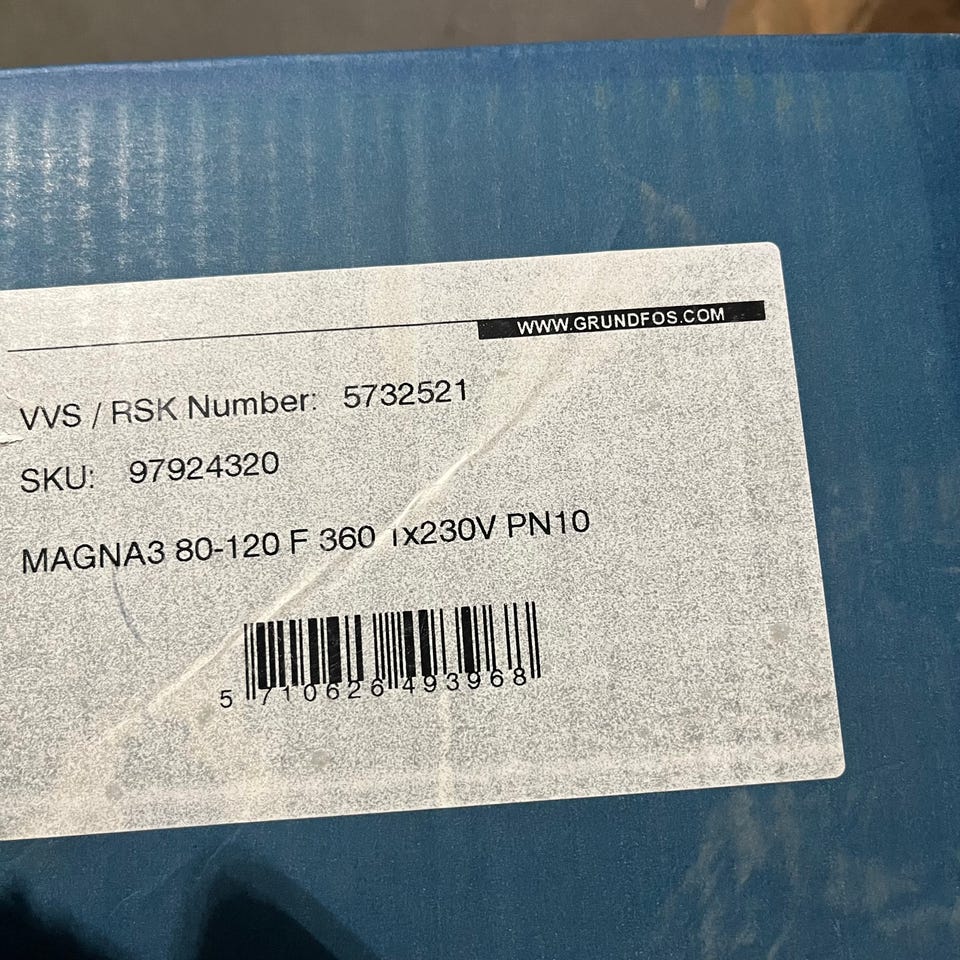 WWW.GRUNDFOS.COM
VVS / RSK Number: 5732521
SKU: 97924320
MAGNA3 80-120 F 360 1x230V PN10
5 710626 493968